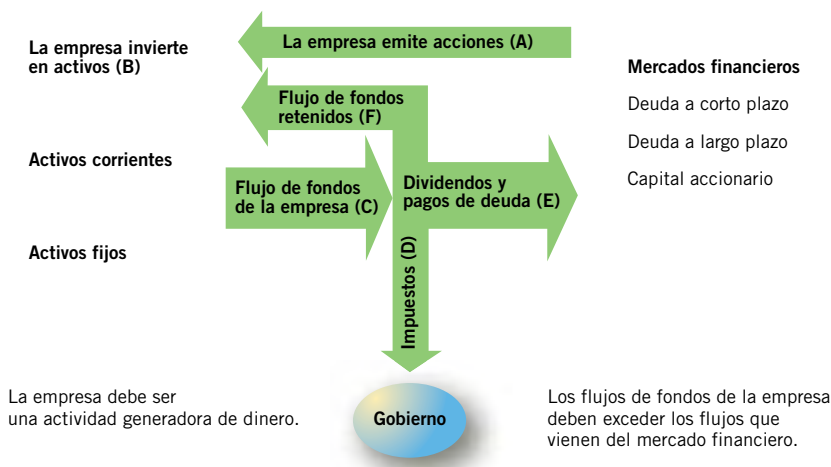 La empresa invierte
en activos (B)
La empresa emite acciones (A)
Mercados financieros
Flujo de fondos
retenidos (F)
Deuda a corto plazo
Deuda a largo plazo
Activos corrientes
Capital accionario
Flujo de fondos
de la empresa (C)
Dividendos y
pagos de deuda (E)
Activos fijos
Impuestos (D)
La empresa debe ser
una actividad generadora de dinero.
Gobierno
Los flujos de fondos de la empresa
deben exceder los flujos que
vienen del mercado financiero.